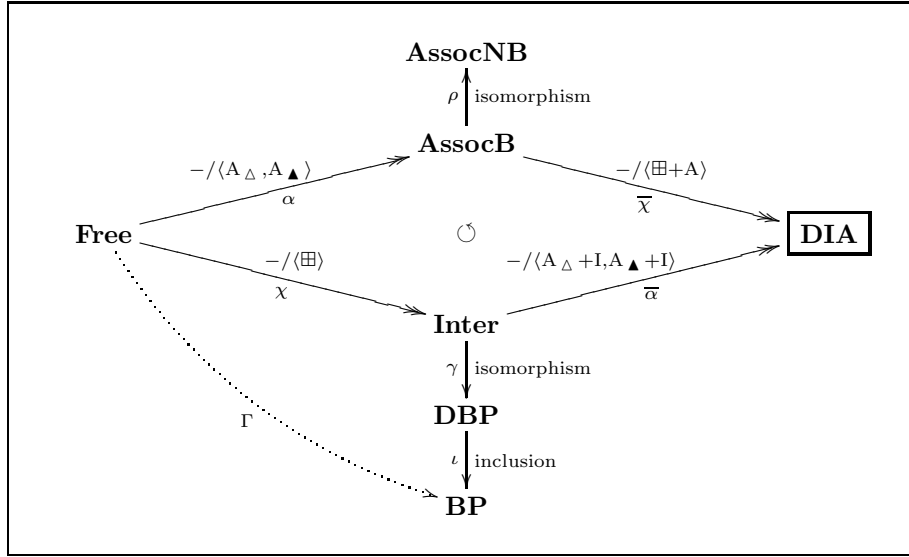 AssocNB
ρ isomorphism
AssocB
−/⟨A△,A▲⟩
α
−/⟨⊞+A⟩
χ̅
Free
↺
DIA
−/⟨⊞⟩
χ
−/⟨A△+I,A▲+I⟩
α̅
Inter
γ isomorphism
DBP
Γ
ι inclusion
BP